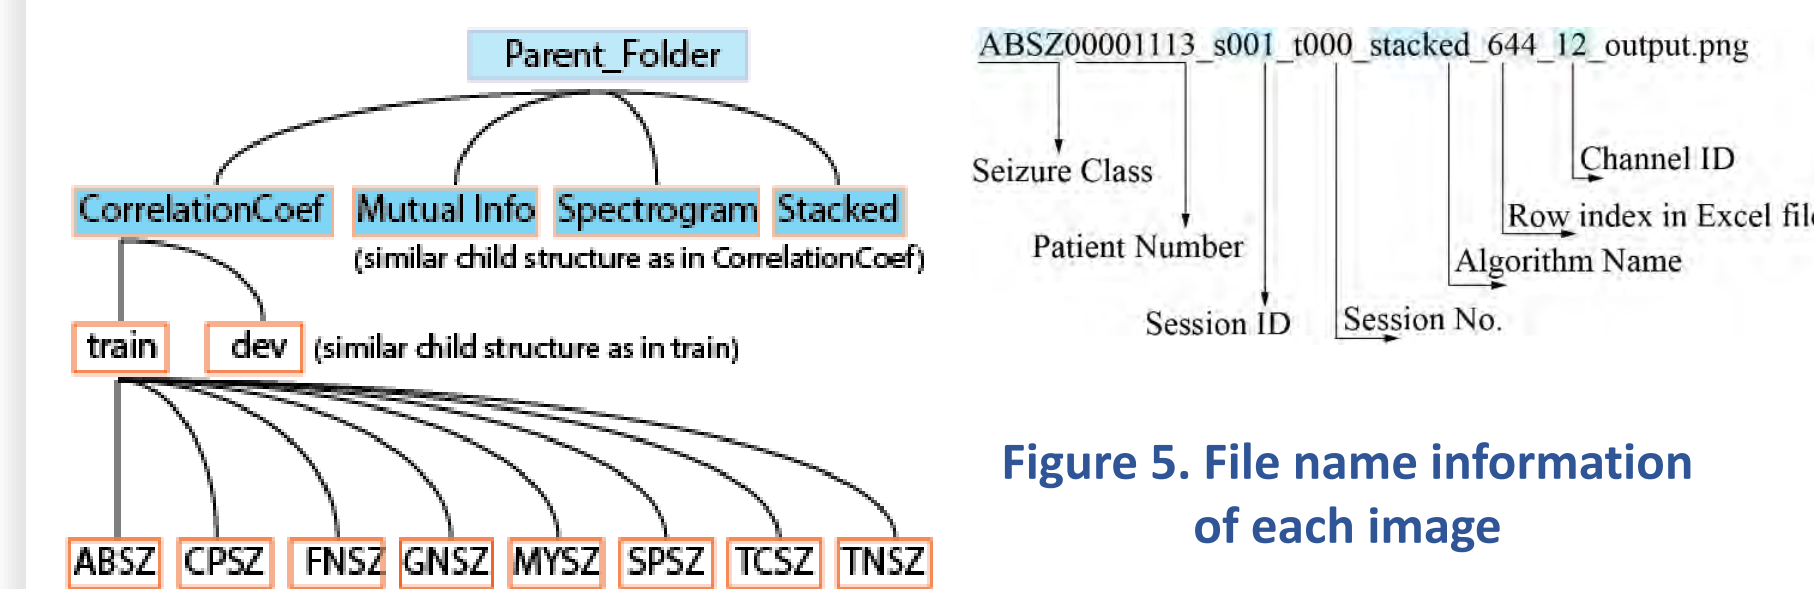 Parent_Folder
CorrelationCoef
Mutual Info
Spectrogram
Stacked
(similar child structure as in CorrelationCoef)
train
dev
(similar child structure as in train)
ABSZ
CPSZ
FNSZ
GNSZ
MYSZ
SPSZ
TCSZ
TNSZ
ABSZ00001113_s001_t000_stacked_644_12_output.png
Seizure Class
Channel ID
Row index in Excel file
Patient Number
Algorithm Name
Session ID
Session No.
Figure 5. File name information
of each image